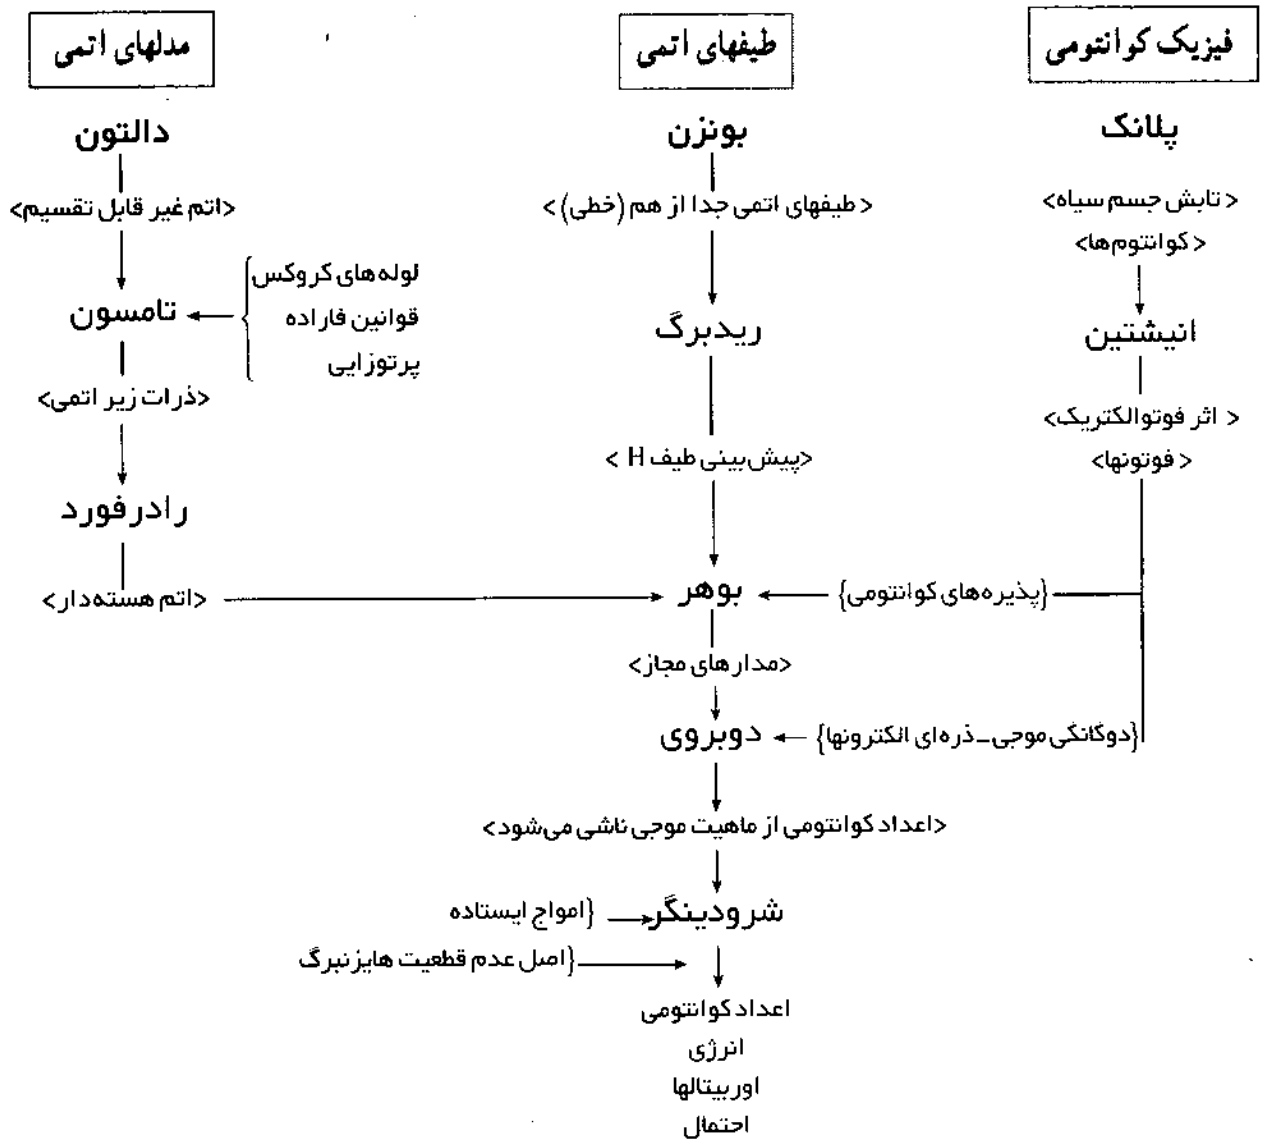 فیزیک کوانتومی
پلانک
<تابش جسم سیاه>
<کوانتوم‌ها>
انیشتین
<اثر فوتوالکتریک>
<فوتونها>
{پذیره‌های کوانتومی}
{دوگانگی موجی_ذره‌ای الکترونها}
طیفهای اتمی
بونزن
<طیفهای اتمی جدا از هم (خطی)>
ریدبرگ
<پیش‌بینی طیف H>
بوهر
<مدارهای مجاز>
دوبروی
<اعداد کوانتومی از ماهیت موجی ناشی می‌شود>
شرودینگر
{امواج ایستاده
{اصل عدم قطعیت هایزنبرگ
اعداد کوانتومی
انرژی
اوربیتالها
احتمال
مدلهای اتمی
دالتون
<اتم غیر قابل تقسیم>
لوله‌های کروکس
قوانین فاراده
پرتوزایی
تامسون
<ذرات زیر اتمی>
رادرفورد
<اتم هسته‌دار>